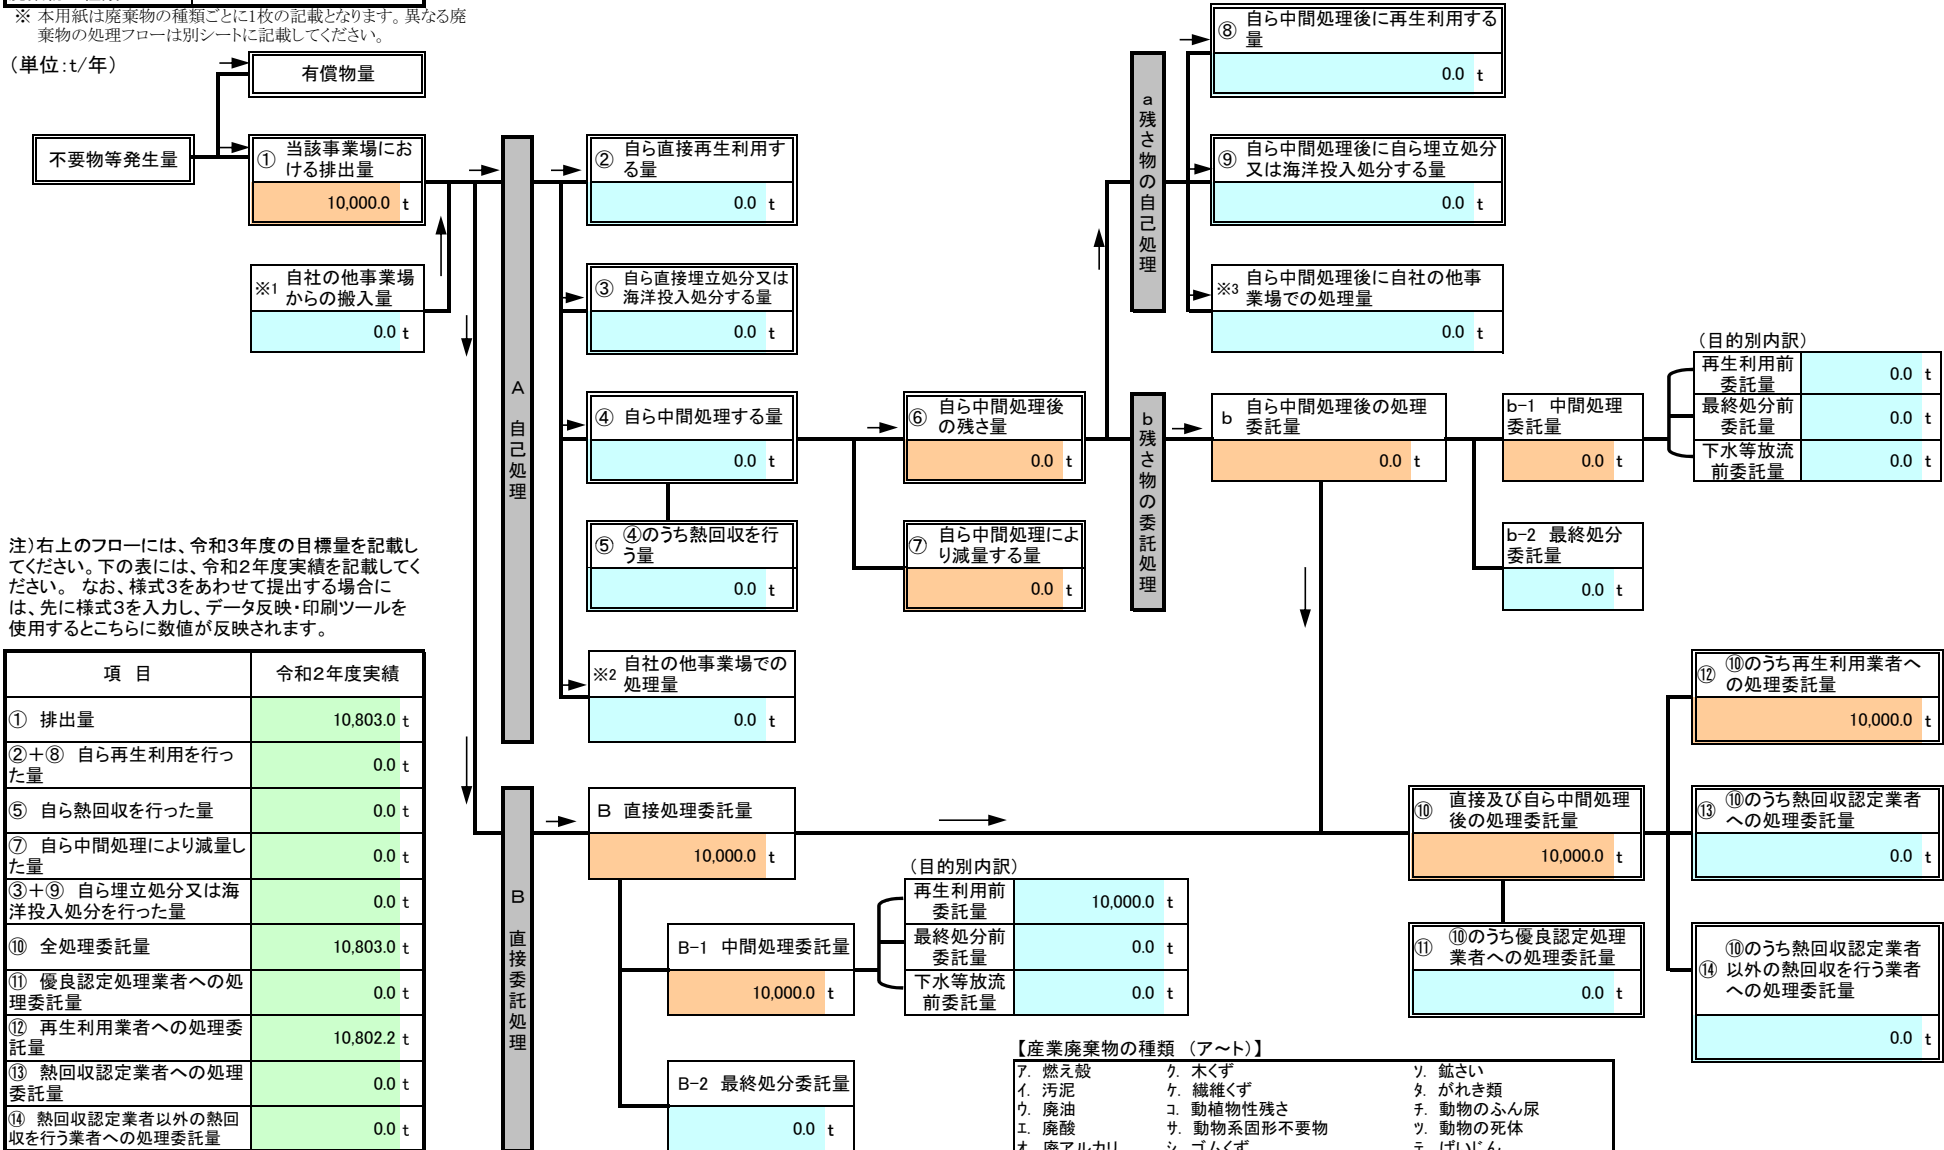 ※ 本用紙は廃棄物の種類ごとに1枚の記載となります。異なる廃
棄物の処理フローは別シートに記載してください。
(単位:t/年)
有償物量
不要物等発生量
① 当該事業場にお
ける排出量
10,000.0 t
※1 自社の他事業場
からの搬入量
0.0 t
A 自己処理
② 自ら直接再生利用す
る量
0.0 t
③ 自ら直接埋立処分又は
海洋投入処分する量
0.0 t
④ 自ら中間処理する量
0.0 t
⑤ ④のうち熱回収を行
う量
0.0 t
※2 自社の他事業場での
処理量
0.0 t
⑥ 自ら中間処理後
の残さ量
0.0 t
⑦ 自ら中間処理によ
り減量する量
0.0 t
a残さ物の自己処理
⑧ 自ら中間処理後に再生利用する
量
0.0 t
⑨ 自ら中間処理後に自ら埋立処分
又は海洋投入処分する量
0.0 t
※3 自ら中間処理後に自社の他事
業場での処理量
0.0 t
b残さ物の委託処理
b 自ら中間処理後の処理
委託量
0.0 t
b-1 中間処理
委託量
0.0 t
b-2 最終処分
委託量
0.0 t
(目的別内訳)
再生利用前
委託量
0.0 t
最終処分前
委託量
0.0 t
下水等放流
前委託量
0.0 t
注)右上のフローには、令和3年度の目標量を記載し
てください。下の表には、令和2年度実績を記載してく
ださい。 なお、様式3をあわせて提出する場合に
は、先に様式3を入力し、データ反映・印刷ツールを
使用するとこちらに数値が反映されます。
項 目 令和2年度実績
① 排出量 10,803.0 t
②+⑧ 自ら再生利用を行っ
た量 0.0 t
⑤ 自ら熱回収を行った量 0.0 t
⑦ 自ら中間処理により減量し
た量 0.0 t
③+⑨ 自ら埋立処分又は海
洋投入処分を行った量 0.0 t
⑩ 全処理委託量 10,803.0 t
⑪ 優良認定処理業者への処
理委託量 0.0 t
⑫ 再生利用業者への処理委
託量 10,802.2 t
⑬ 熱回収認定業者への処理
委託量 0.0 t
⑭ 熱回収認定業者以外の熱回
収を行う業者への処理委託量 0.0 t
B 直接委託処理
B 直接処理委託量
10,000.0 t
B-1 中間処理委託量
10,000.0 t
B-2 最終処分委託量
0.0 t
(目的別内訳)
再生利用前
委託量
10,000.0 t
最終処分前
委託量
0.0 t
下水等放流
前委託量
0.0 t
⑩ 直接及び自ら中間処理
後の処理委託量
10,000.0 t
⑪ ⑩のうち優良認定処理
業者への処理委託量
0.0 t
⑫ ⑩のうち再生利用業者へ
の処理委託量
10,000.0 t
⑬ ⑩のうち熱回収認定業者
への処理委託量
0.0 t
⑭ ⑩のうち熱回収認定業者
以外の熱回収を行う業者
への処理委託量
0.0 t
【産業廃棄物の種類 (ア~ト)】
ア. 燃え殻 ク. 木くず ソ. 鉱さい
イ. 汚泥 ケ. 繊維くず タ. がれき類
ウ. 廃油 コ. 動植物性残さ チ. 動物のふん尿
エ. 廃酸 サ. 動物系固形不要物 ツ. 動物の死体
オ. 廃アルカリ シ. ゴムくず テ. ばいじん